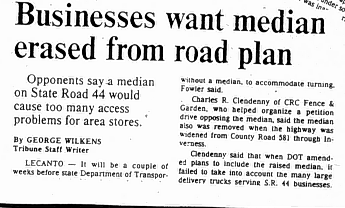 Businesses want median
erased from road plan
Opponents say a median
on State Road 44 would
cause too many access
problems for area stores.
By GEORGE WILKENS
Tribune Staff Writer
LECANTO — It will be a couple of
weeks before state Department of Transpor-
without a median, to accommodate turning,
Fowler said.
Charles R. Clendenny of CRC Fence &
Garden, who helped organize a petition
drive opposing the median, said the median
also was removed when the highway was
widened from County Road 581 through In-
verness.
Clendenny said that when DOT amend-
ed plans to include the raised median, it
failed to take into account the many large
delivery trucks serving S.R. 44 businesses.